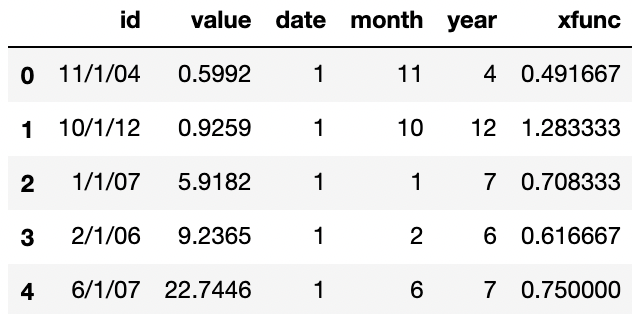 id value date month year xfunc
0 11/1/04 0.5992 1 11 4 0.491667
1 10/1/12 0.9259 1 10 12 1.283333
2 1/1/07 5.9182 1 1 7 0.708333
3 2/1/06 9.2365 1 2 6 0.616667
4 6/1/07 22.7446 1 6 7 0.750000